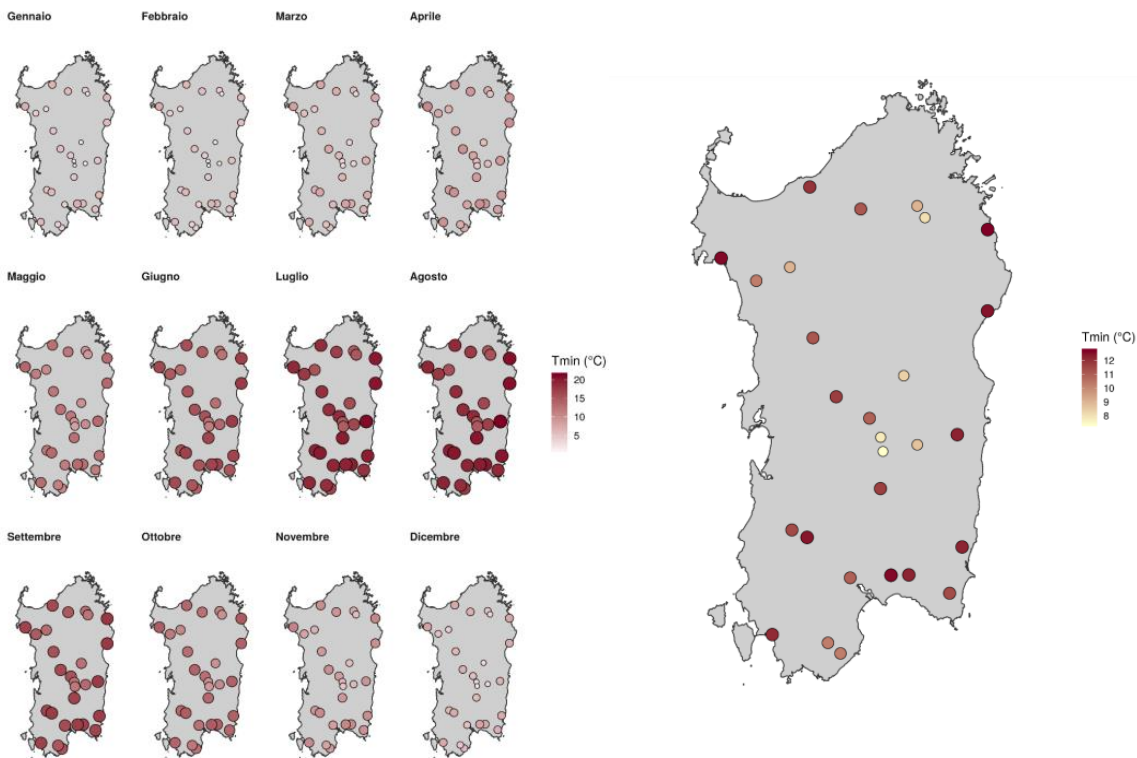 Gennaio
Febbraio
Marzo
Aprile
Maggio
Giugno
Luglio
Agosto
Tmin (°C)
20
10
5
Settembre
Ottobre
Novembre
Dicembre
Tmin (°C)
12
11
10
9
8